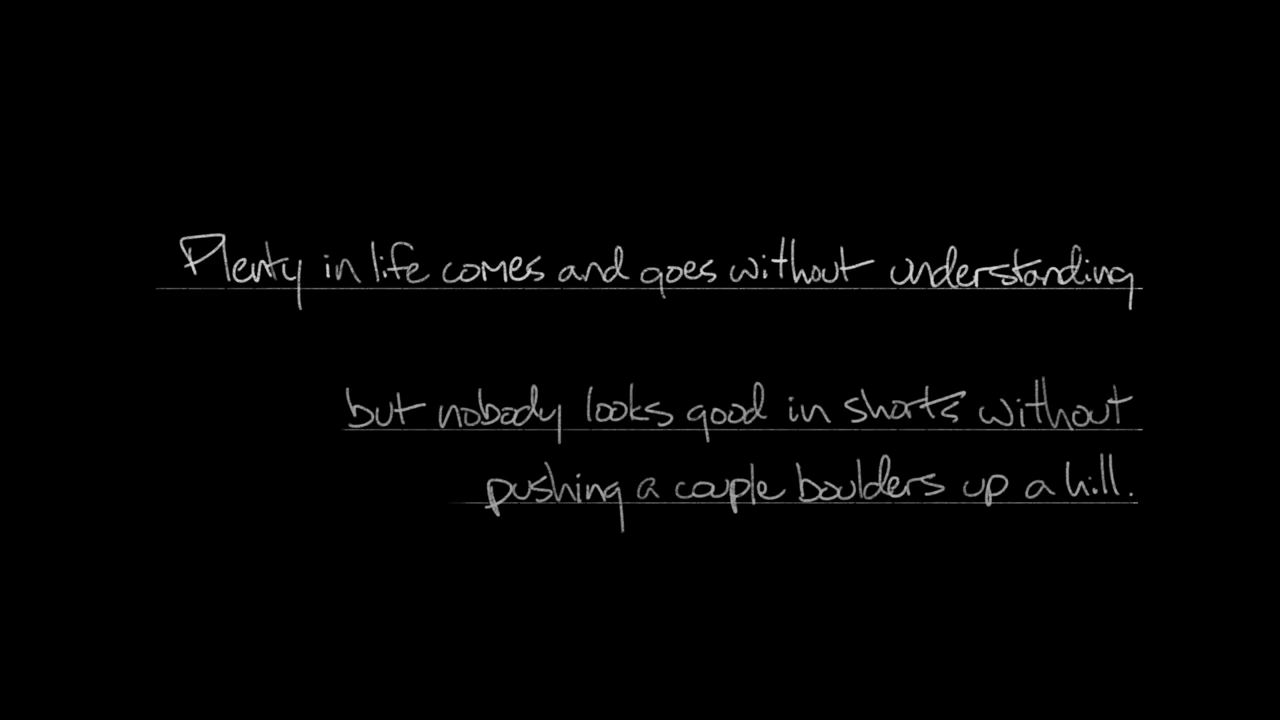 Plenty in life comes and goes without understanding
but nobody looks good in shorts without
pushing a couple boulders up a hill.